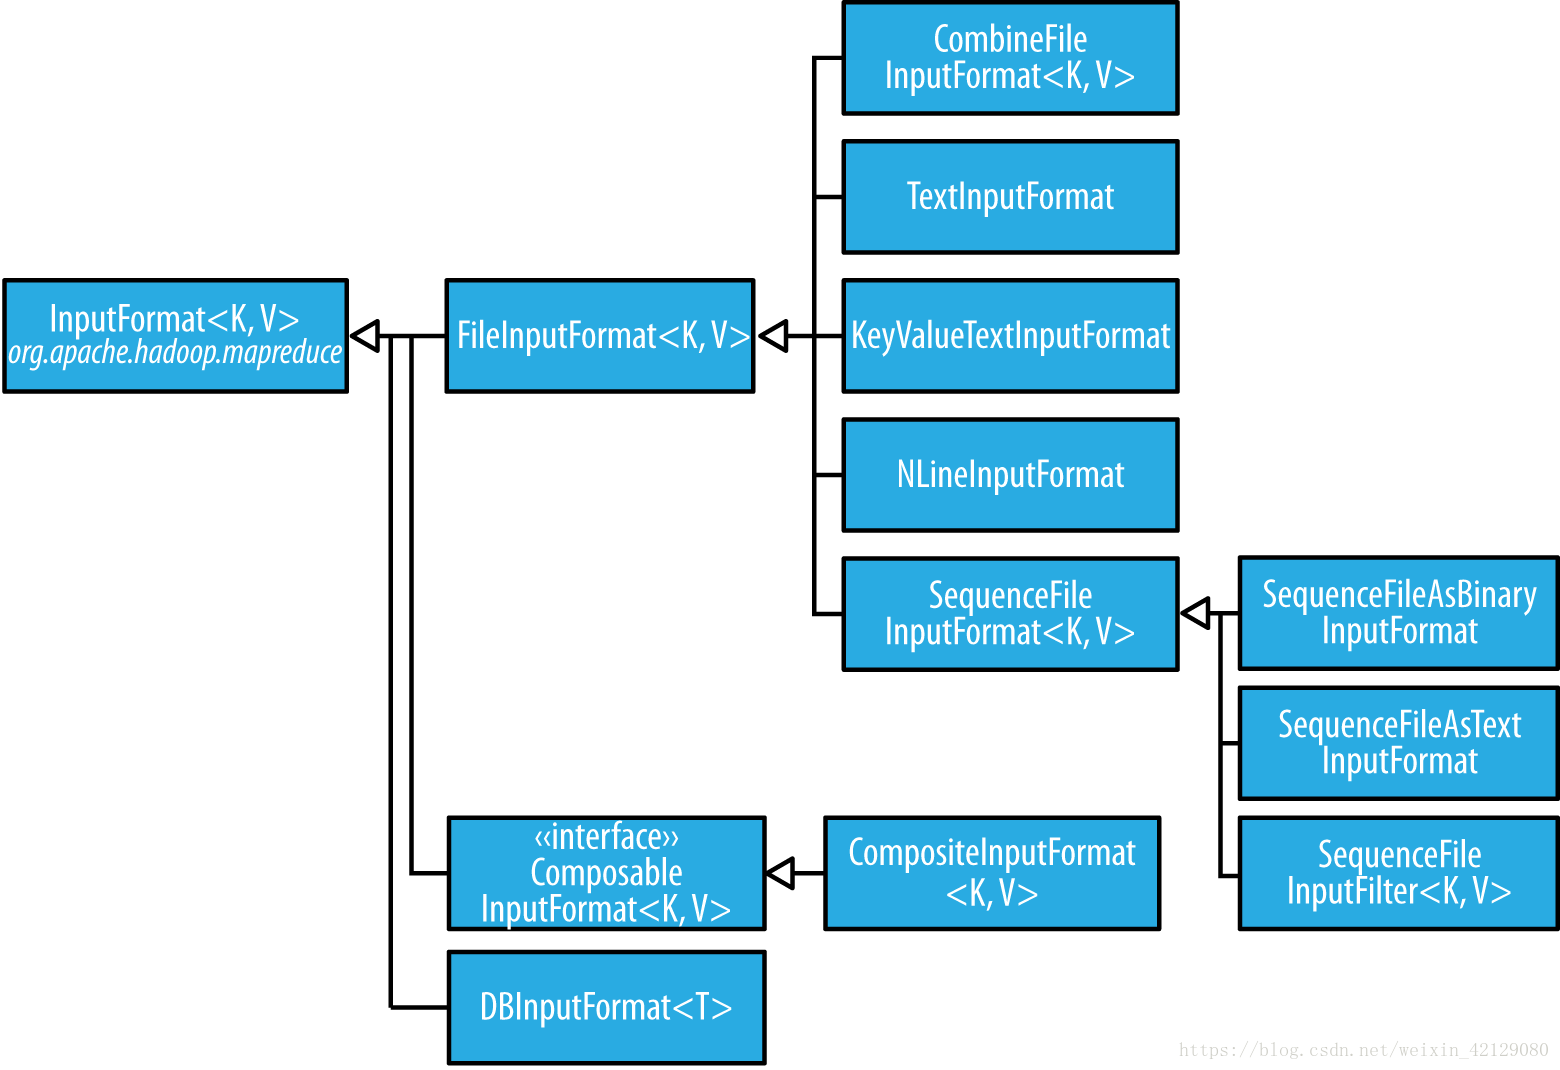 CombineFile
InputFormat<K, V>
TextInputFormat
InputFormat<K, V>
org.apache.hadoop.mapreduce
FileInputFormat<K, V>
KeyValueTextInputFormat
NLineInputFormat
SequenceFile
InputFormat<K, V>
SequenceFileAsBinary
InputFormat
SequenceFileAsText
InputFormat
‹‹interface››
Composable
InputFormat<K, V>
CompositeInputFormat
<K, V>
SequenceFile
InputFilter<K, V>
DBInputFormat<T>
https://blog.csdn.net/weixin_42129080